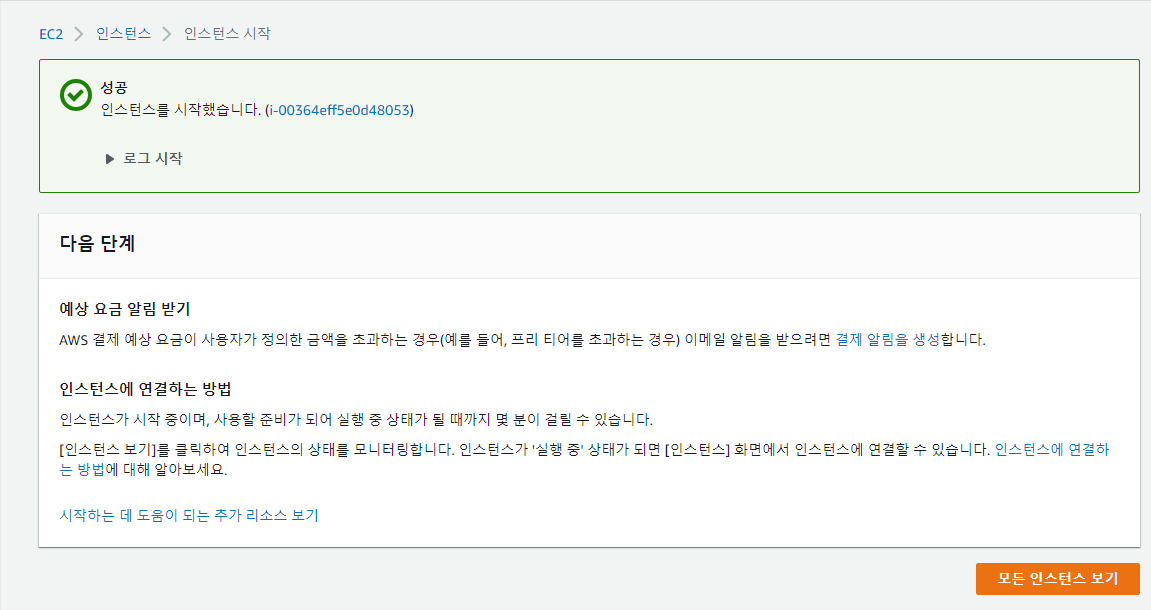 EC2 > 인스턴스 > 인스턴스 시작
성공
인스턴스를 시작했습니다. (i-00364eff5e0d48053)
▶ 로그 시작
다음 단계
예상 요금 알림 받기
AWS 결제 예상 요금이 사용자가 정의한 금액을 초과하는 경우(예를 들어, 프리 티어를 초과하는 경우) 이메일 알림을 받으려면 결제 알림을 생성합니다.
인스턴스에 연결하는 방법
인스턴스가 시작 중이며, 사용할 준비가 되어 실행 중 상태가 될 때까지 몇 분이 걸릴 수 있습니다.
[인스턴스 보기]를 클릭하여 인스턴스의 상태를 모니터링합니다. 인스턴스가 '실행 중' 상태가 되면 [인스턴스] 화면에서 인스턴스에 연결할 수 있습니다. 인스턴스에 연결하
는 방법에 대해 알아보세요.
시작하는 데 도움이 되는 추가 리소스 보기
모든 인스턴스 보기